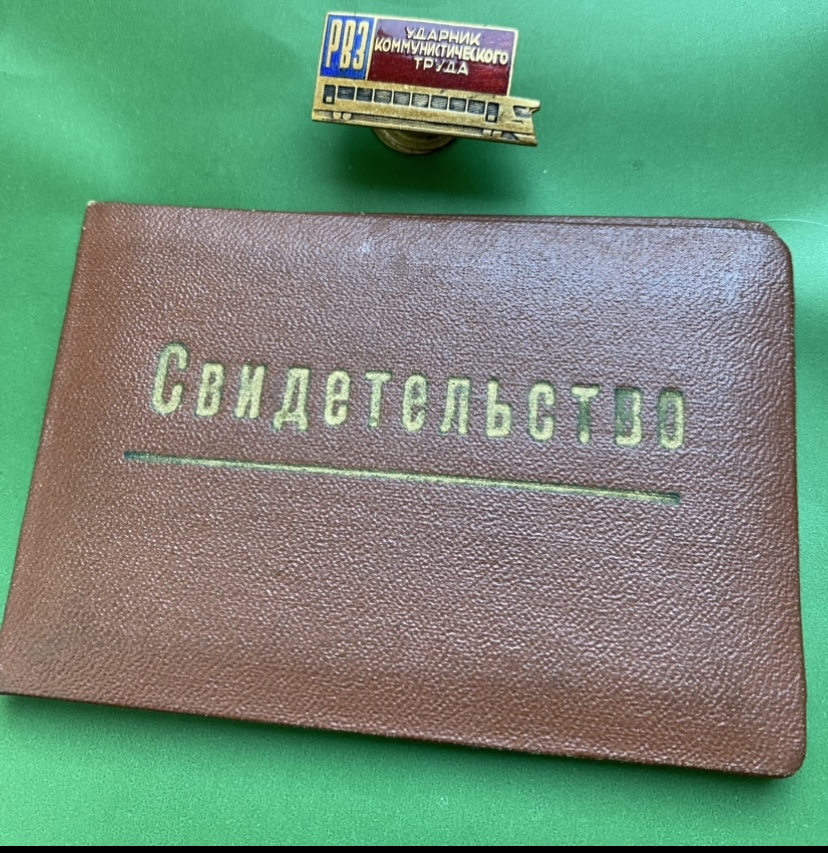 РВЗ
УДАРНИК
КОММУНИСТИЧЕСКОГО
ТРУДА
Свидетельство